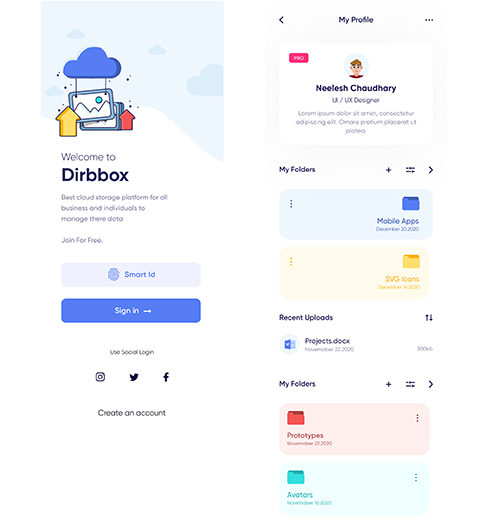 Welcome to
Dirbbox
Best cloud storage platform for all
business and individuals to
manage there data
Join For Free.
Smart Id
Sign in
Use Social Login
Create an account
My Profile
PRO
Neelesh Chaudhary
UI / UX Designer
Lorem ipsum dolor sit amet, consectetur
adipiscing elit. Ornare pretium placerat ut
platea.
My Folders
Mobile Apps
December 20.2020
SVG Icons
December 14.2020
Recent Uploads
Projects.docx
November 22.2020
300kb
My Folders
Prototypes
November 22.2020
Avatars
November 10.2020